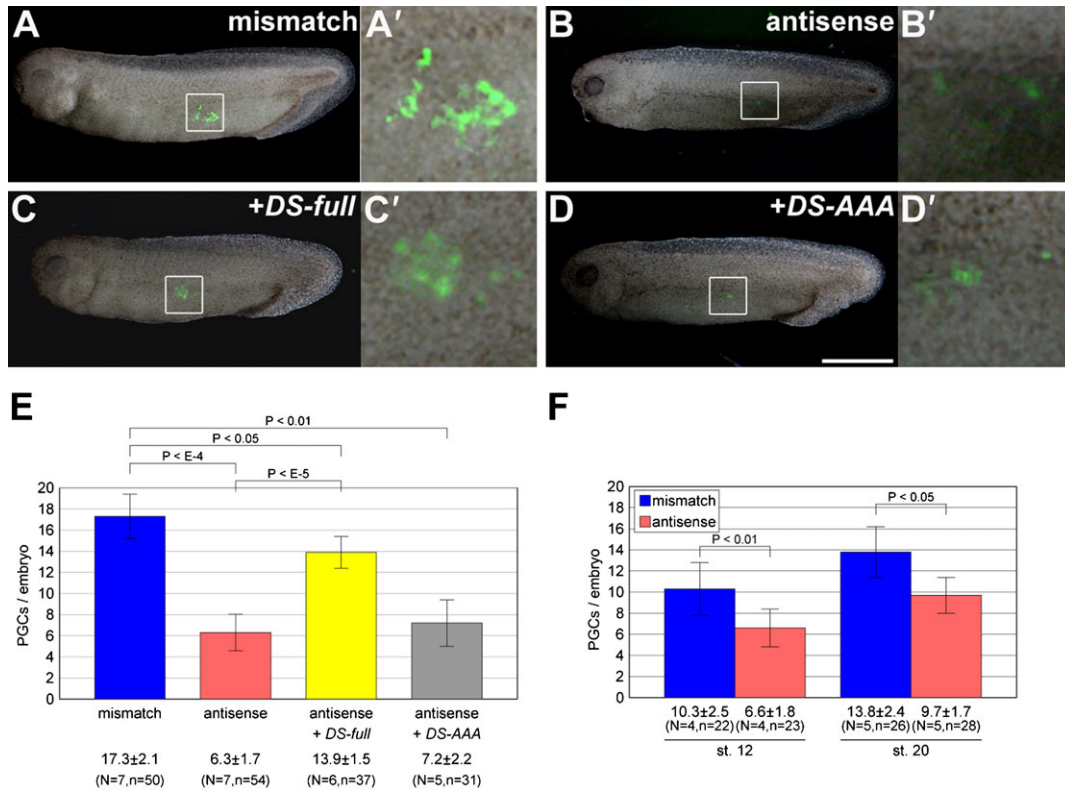 A mismatch A′ B antisense B′
C +DS-full C′ D +DS-AAA D′
E
P < 0.01
P < 0.05
P < E-4
P < E-5
PGCs / embryo
20
18
16
14
12
10
8
6
4
2
0
mismatch antisense antisense + DS-full antisense + DS-AAA
17.3±2.1 6.3±1.7 13.9±1.5 7.2±2.2
(N=7,n=50) (N=7,n=54) (N=6,n=37) (N=5,n=31)
F
mismatch
antisense
P < 0.05
P < 0.01
PGCs / embryo
20
18
16
14
12
10
8
6
4
2
0
10.3±2.5 6.6±1.8 13.8±2.4 9.7±1.7
(N=4,n=22) (N=4,n=23) (N=5,n=26) (N=5,n=28)
st. 12 st. 20